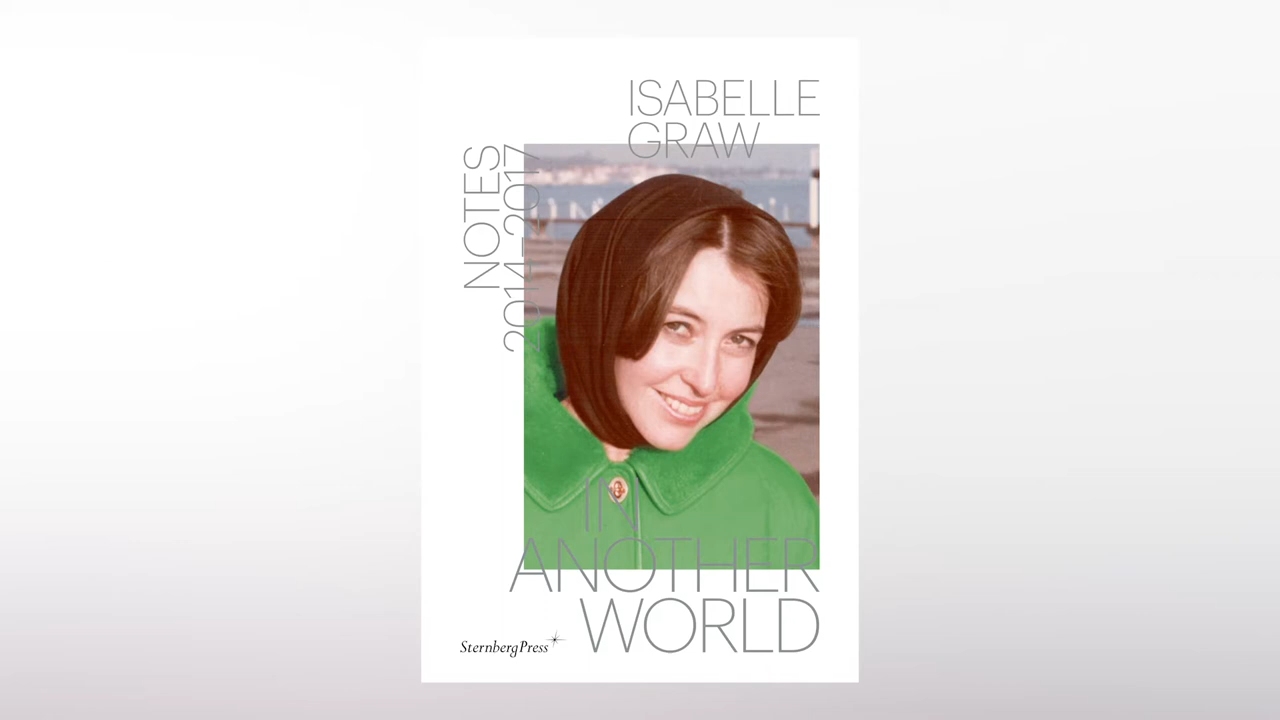 ISABELLE
GRAW
NOTES
2014–2017
IN
ANOTHER
WORLD
SternbergPress